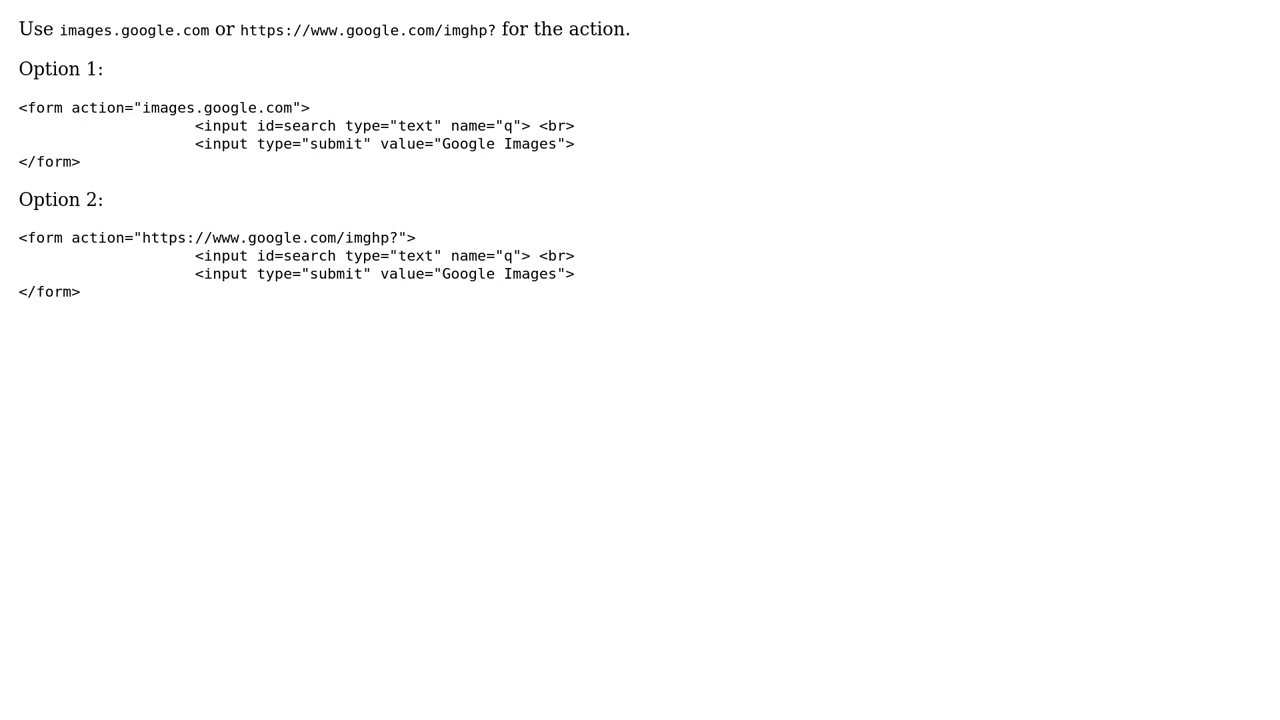 Use images.google.com or https://www.google.com/imghp? for the action.
Option 1:
<form action="images.google.com">
                    <input id=search type="text" name="q"> <br>
                    <input type="submit" value="Google Images">
</form>
Option 2:
<form action="https://www.google.com/imghp?">
                    <input id=search type="text" name="q"> <br>
                    <input type="submit" value="Google Images">
</form>